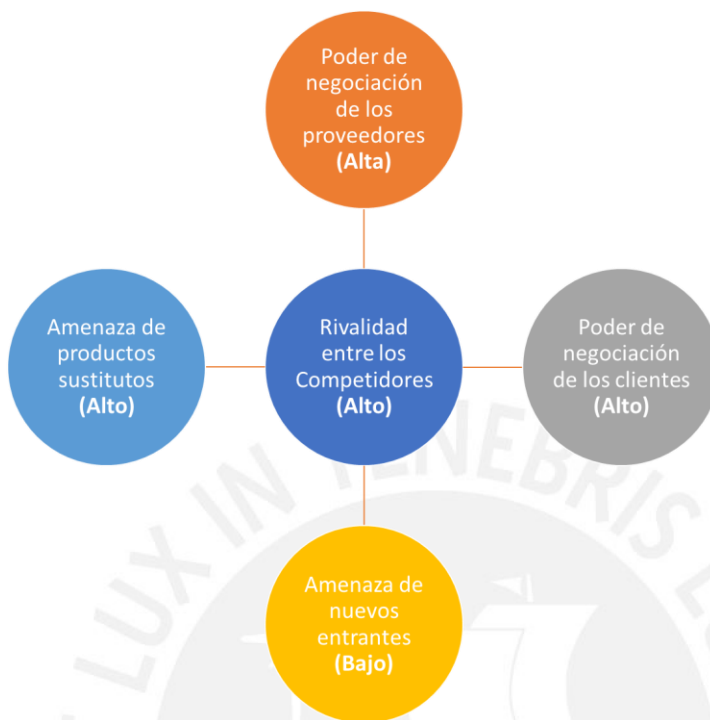 Poder de
negociación
de los
proveedores
(Alta)
Amenaza de
productos
sustitutos
(Alto)
Rivalidad
entre los
Competidores
(Alto)
Poder de
negociación
de los clientes
(Alto)
LUX IN TENEBRIS
Amenaza de
nuevos
entrantes
(Bajo)